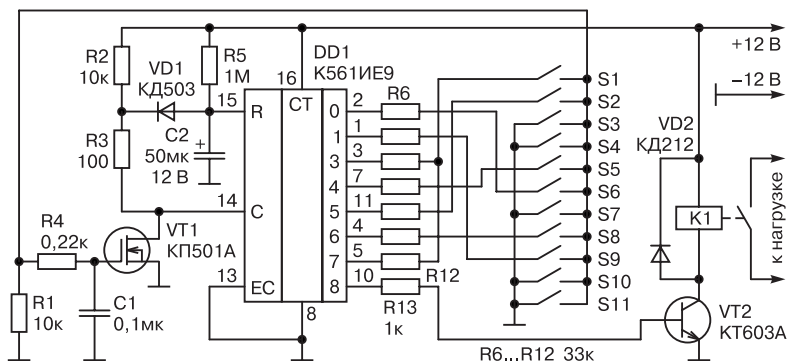 R2
10к
VD1
КД503
R5
1М
16
DD1
К561ИЕ9
15
R
CT
0
2
R6
1
1
3
3
4
7
5
11
6
4
7
5
8
10
R12
R13
1к
R3
100
C2
+
50мк
12 В
14
C
R4
0,22к
VT1
КП501А
13
EC
8
R1
10к
C1
0,1мк
S1
S2
S3
S4
S5
S6
S7
S8
S9
S10
S11
+12 В
−12 В
VD2
КД212
К1
к нагрузке
VT2
КТ603А
R6...R12 33к